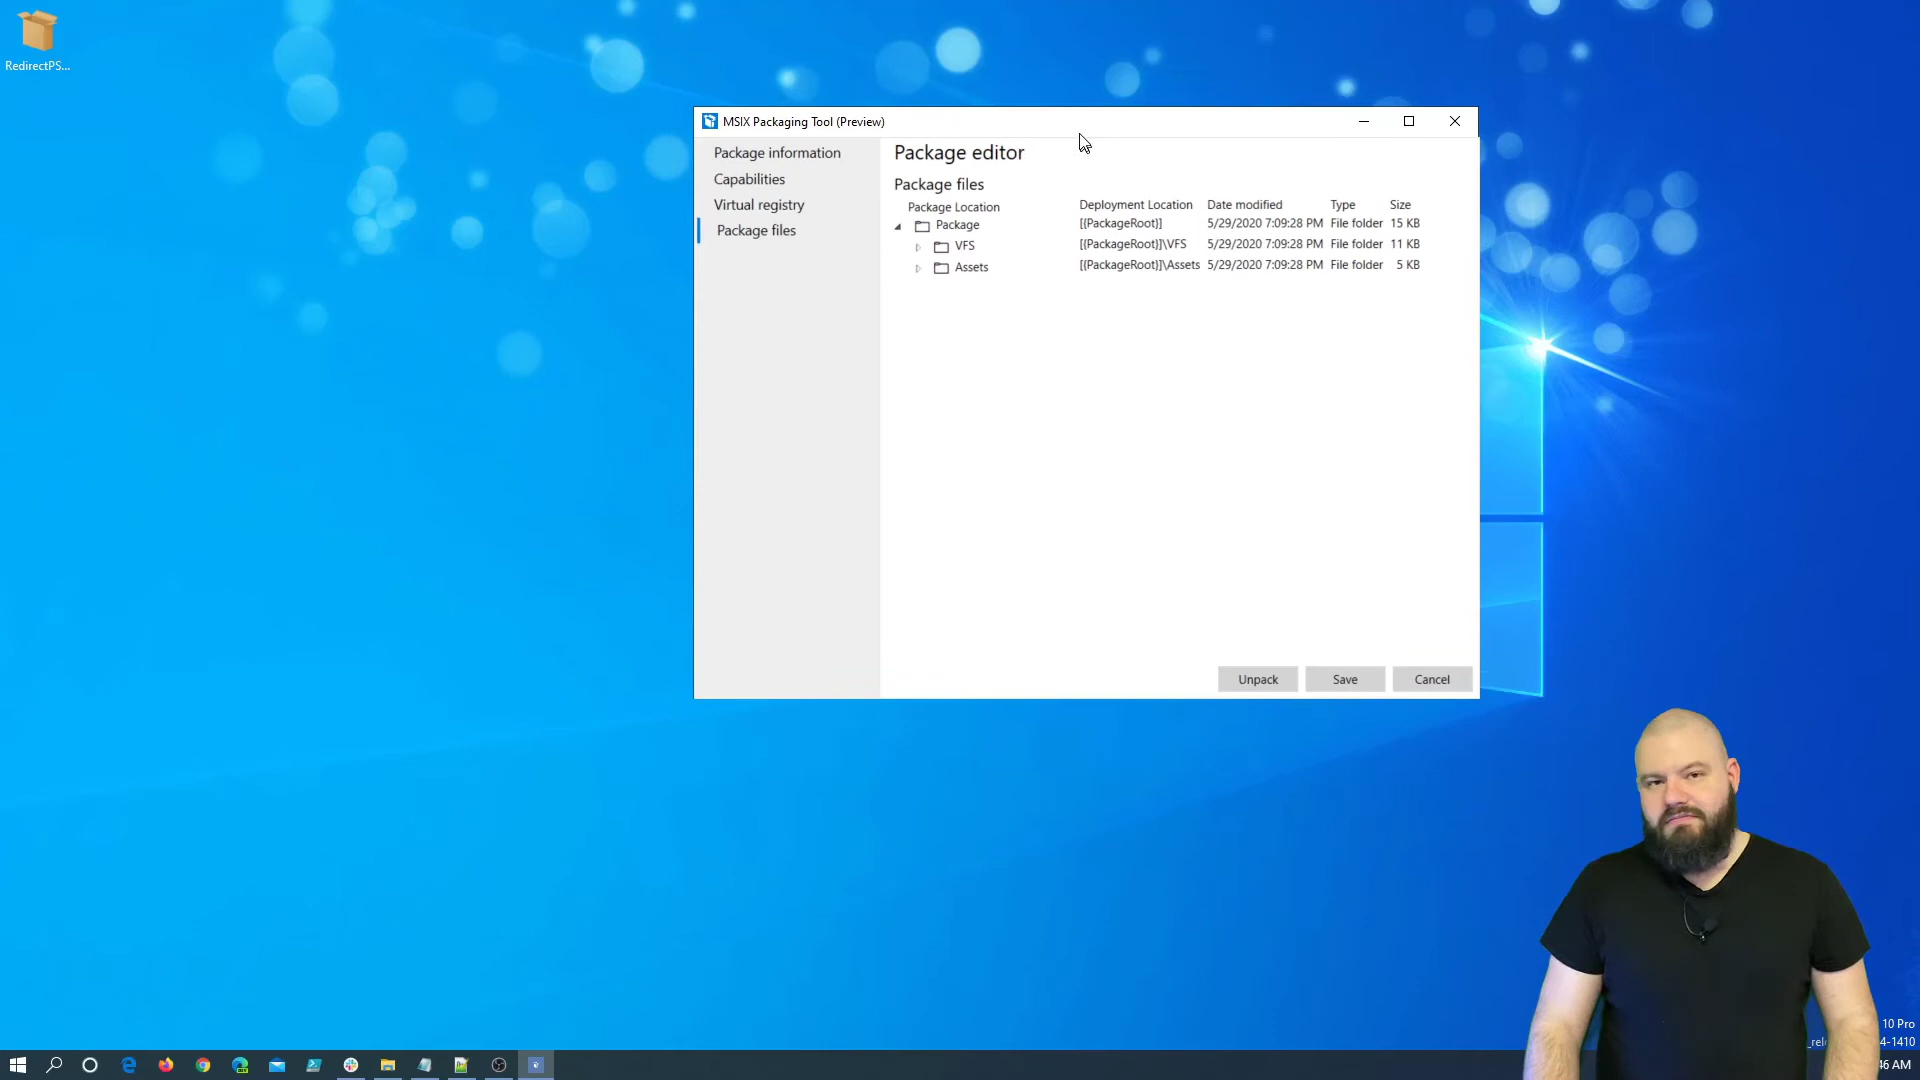 RedirectPS...
MSIX Packaging Tool (Preview)
Package information
Capabilities
Virtual registry
Package files
Package editor
Package files
Package Location Deployment Location Date modified Type Size
Package [{PackageRoot}] 5/29/2020 7:09:28 PM File folder 15 KB
VFS [{PackageRoot}]\VFS 5/29/2020 7:09:28 PM File folder 11 KB
Assets [{PackageRoot}]\Assets 5/29/2020 7:09:28 PM File folder 5 KB
Unpack Save Cancel
10 Pro
4-1410
46 AM